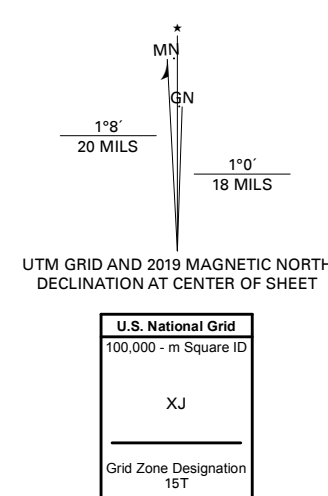 ★
MN
GN
1°8´
20 MILS
1°0´
18 MILS
UTM GRID AND 2019 MAGNETIC NORTH
DECLINATION AT CENTER OF SHEET
U.S. National Grid
100,000 - m Square ID
XJ
Grid Zone Designation
15T